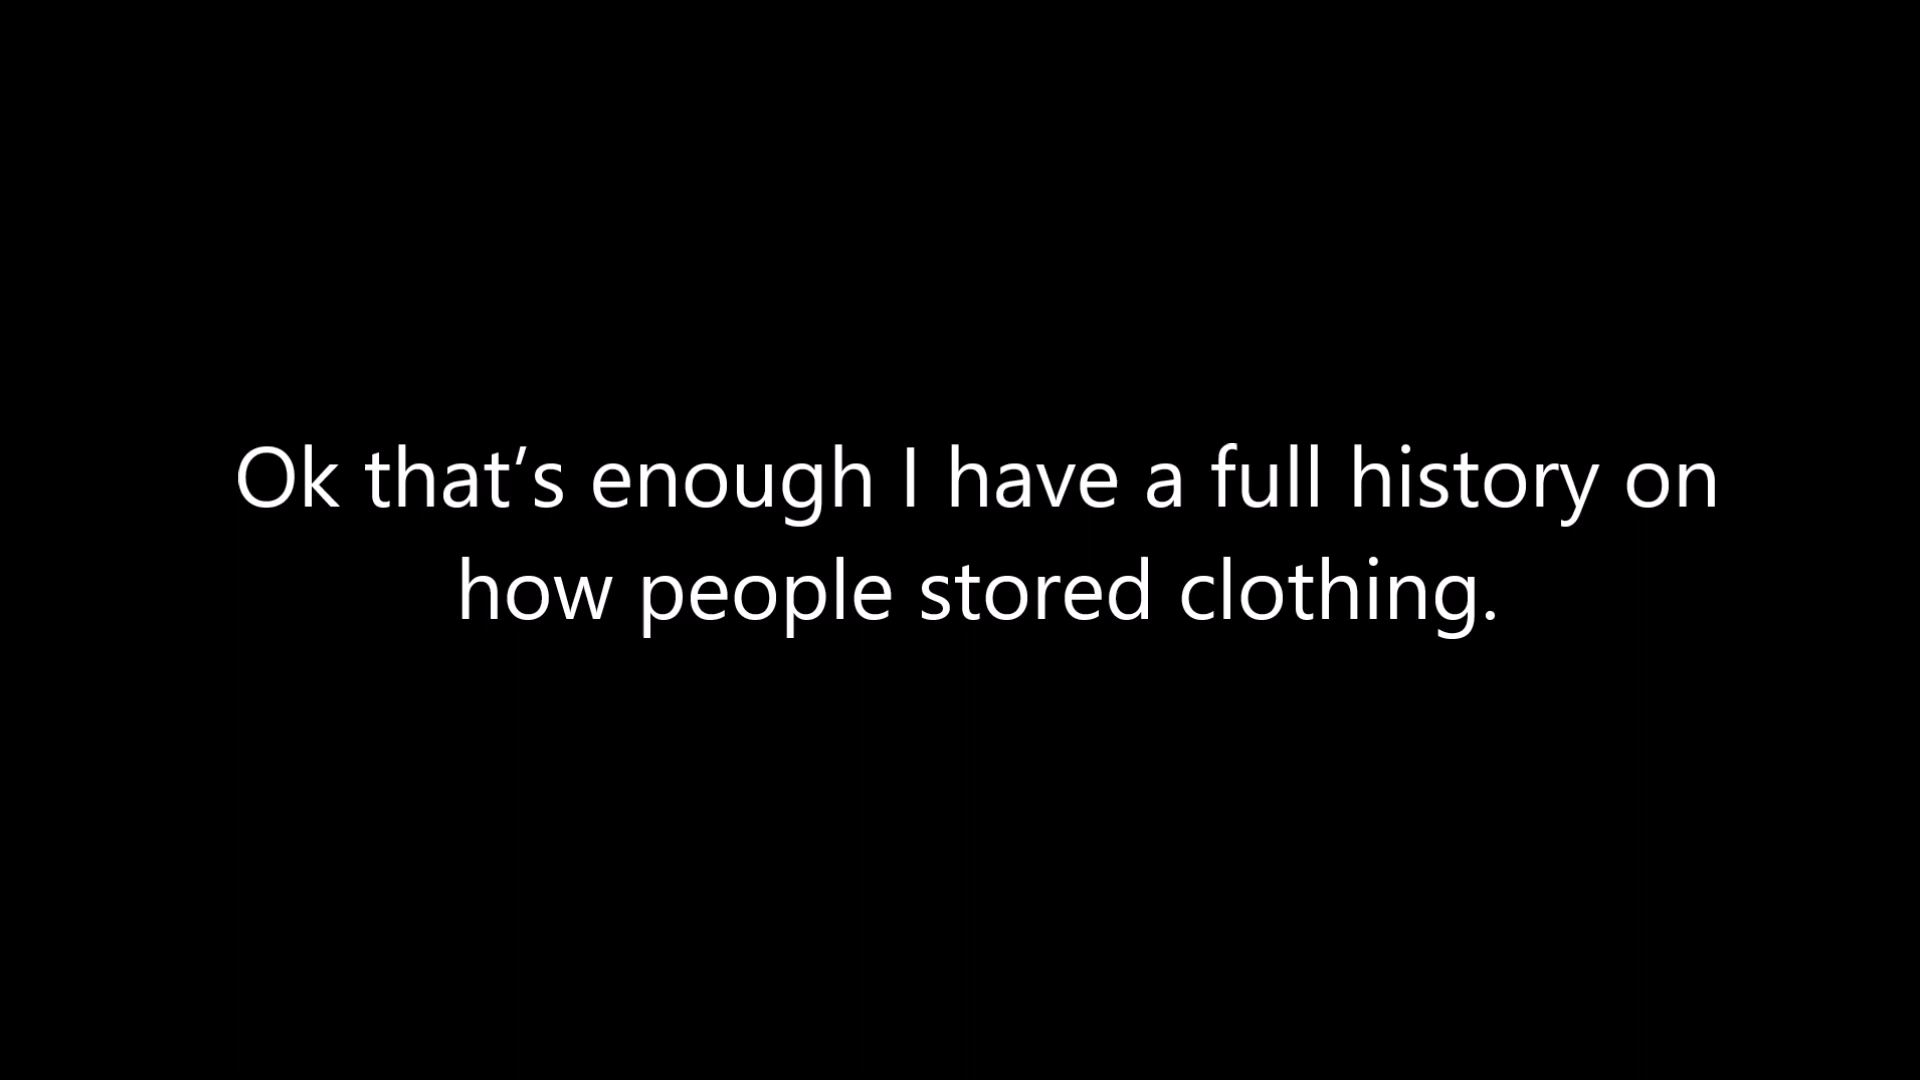 Ok that’s enough I have a full history on
how people stored clothing.